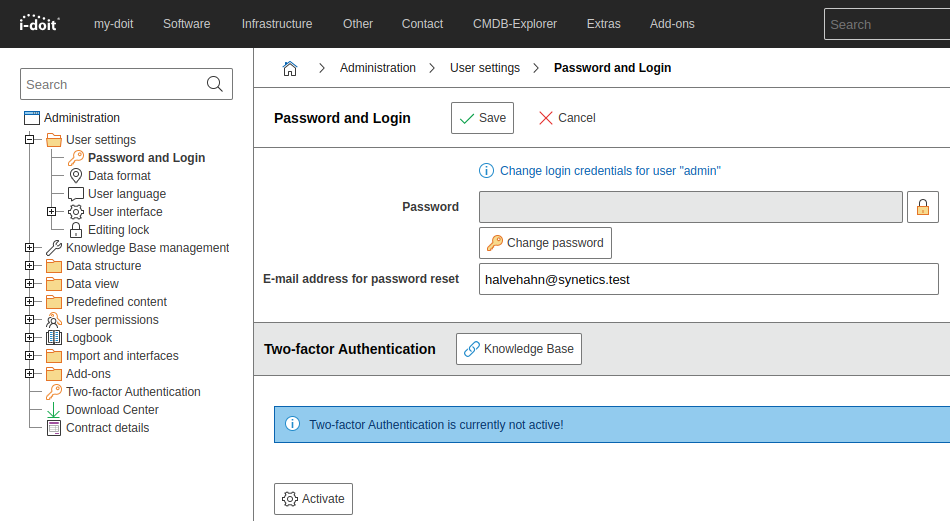 i-doit my-doit Software Infrastructure Other Contact CMDB-Explorer Extras Add-ons Search
Search
Administration
User settings
Password and Login
Data format
User language
User interface
Editing lock
Knowledge Base management
Data structure
Data view
Predefined content
User permissions
Logbook
Import and interfaces
Add-ons
Two-factor Authentication
Download Center
Contract details
Administration User settings Password and Login
Password and Login Save Cancel
Change login credentials for user "admin"
Password
Change password
E-mail address for password reset halvehahn@synetics.test
Two-factor Authentication Knowledge Base
Two-factor Authentication is currently not active!
Activate